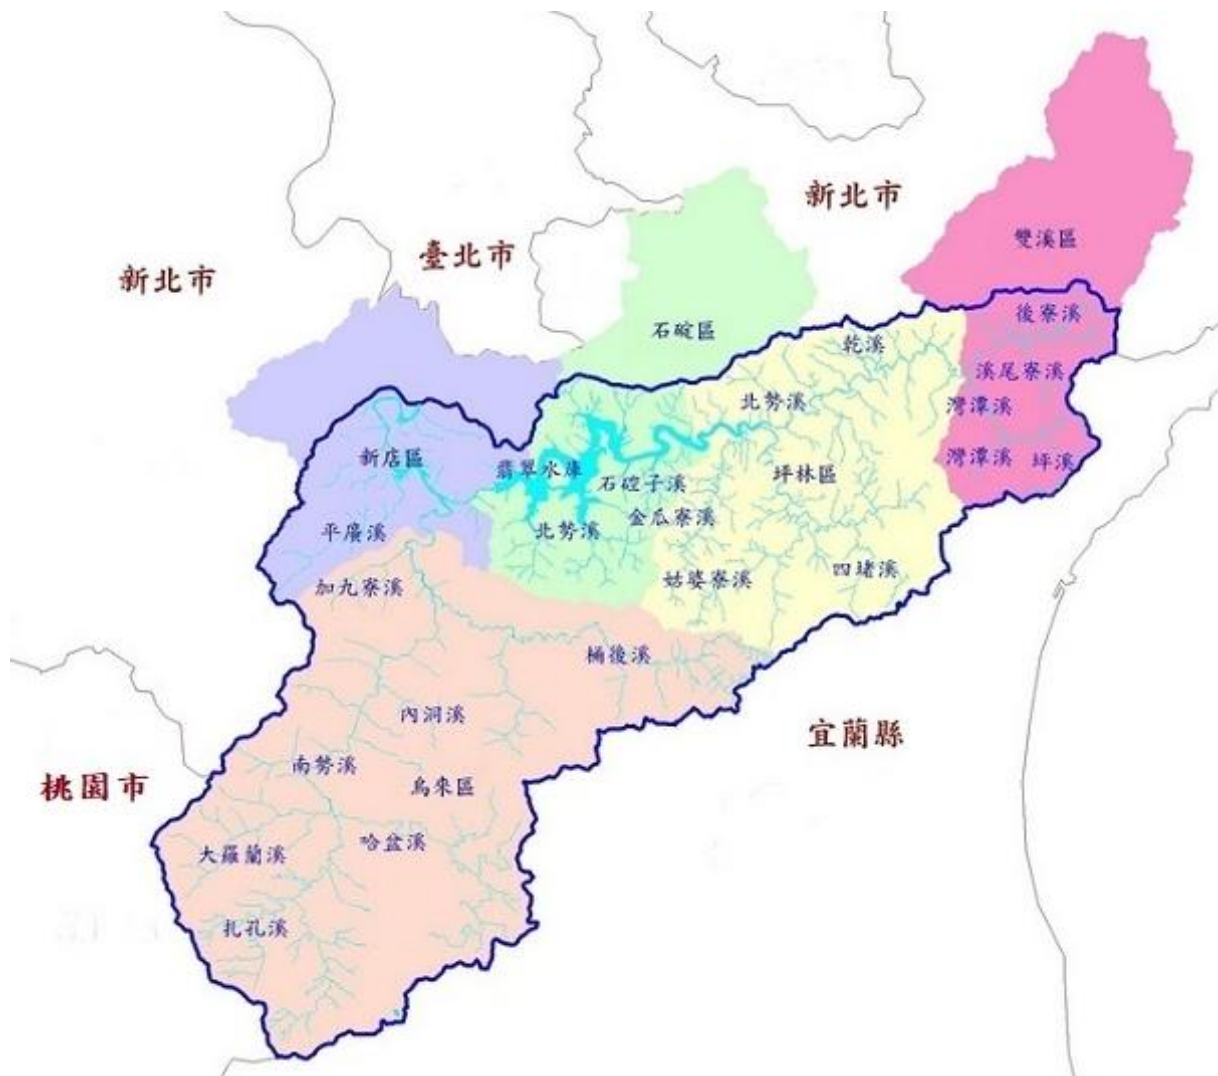 新北市
雙溪區
臺北市
新北市
後寮溪
石碇區
乾溪
溪尾寮溪
北勢溪
灣潭溪
新店區
翡翠水庫
坪林區
灣潭溪
坪溪
石硿子溪
金瓜寮溪
平廣溪
北勢溪
四堵溪
姑婆寮溪
加九寮溪
桶後溪
內洞溪
宜蘭縣
南勢溪
桃園市
烏來區
哈盆溪
大羅蘭溪
扎孔溪